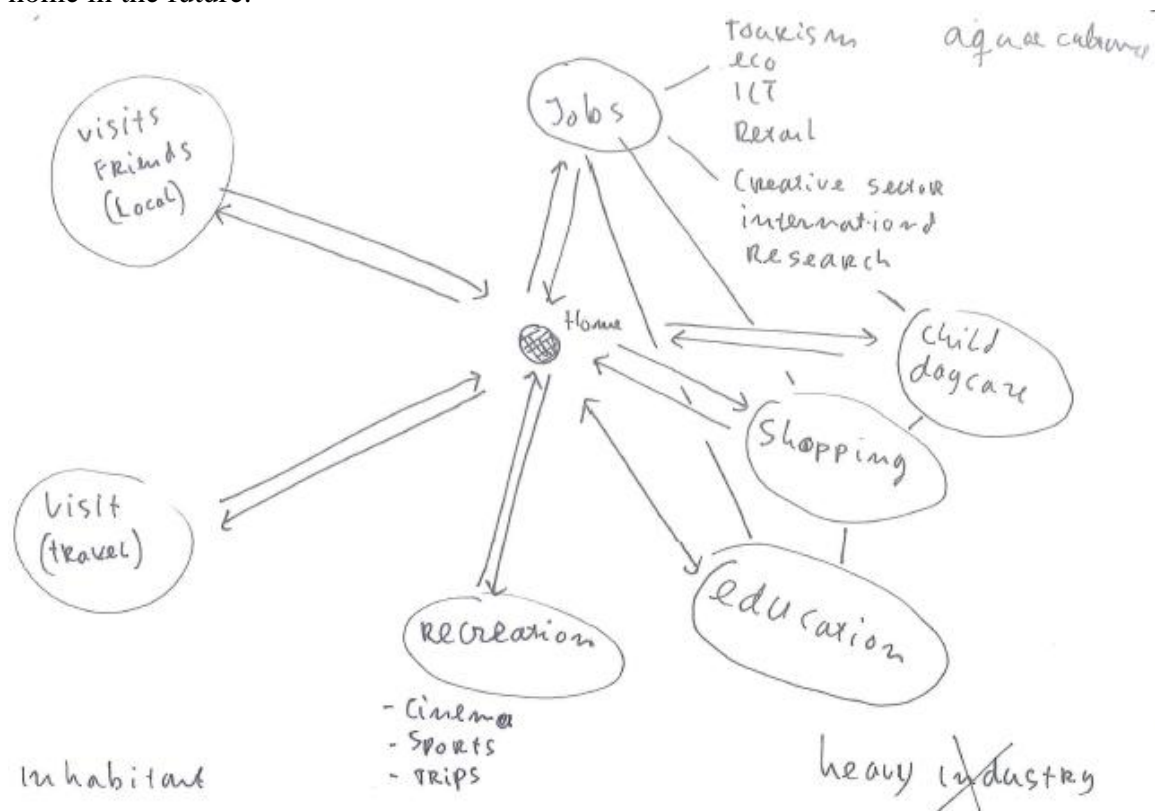 home in the future.
Tourism
eco
ICT
Retail
Creative sector
international
Research
Jobs
visits
Friends
(Local)
Home
child
daycare
Shopping
education
Visit
(travel)
Recreation
- Cinema
- Sports
- Trips
inhabitant
heavy industry